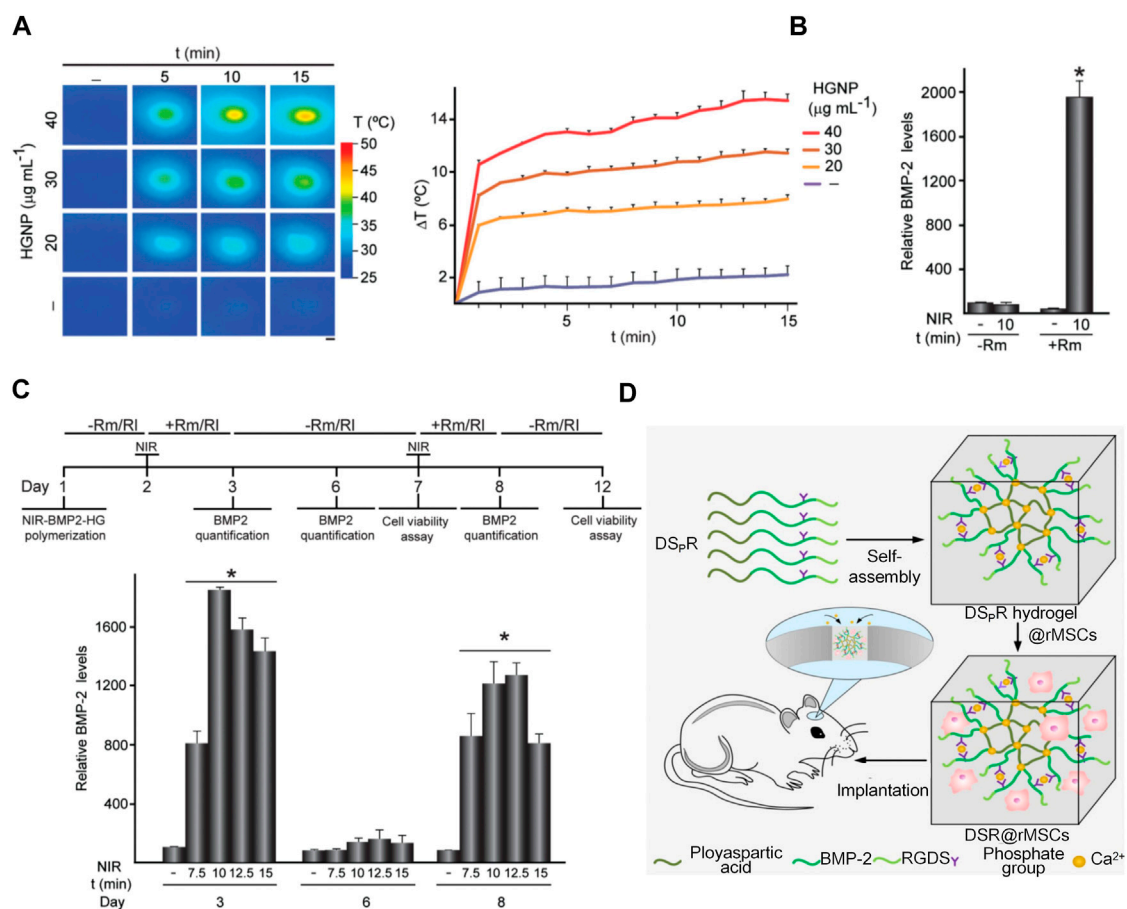 A
t (min)
– 5 10 15
HGNP (µg mL⁻¹)
40
30
20
–
T (ºC)
50
45
40
35
30
25
ΔT (ºC)
14
10
6
2
5 10 15
t (min)
HGNP
(µg mL⁻¹)
40
30
20
–
B
Relative BMP-2 levels
2000
1600
1200
800
400
*
NIR - 10 - 10
t (min) -Rm +Rm
C
-Rm/RI +Rm/RI -Rm/RI +Rm/RI -Rm/RI
NIR NIR
Day 1 2 3 6 7 8 12
NIR-BMP2-HG BMP2 BMP2 Cell viability BMP2 Cell viability
polymerization quantification quantification assay quantification assay
Relative BMP-2 levels
1600
1200
800
400
* *
NIR - 7.5 10 12.5 15 - 7.5 10 12.5 15 - 7.5 10 12.5 15
t (min)
Day 3 6 8
D
DSₚR
Self-
assembly
DSₚR hydrogel
@rMSCs
Implantation
DSR@rMSCs
Ployaspartic
acid
BMP-2
RGDS
Phosphate
group
Ca²⁺